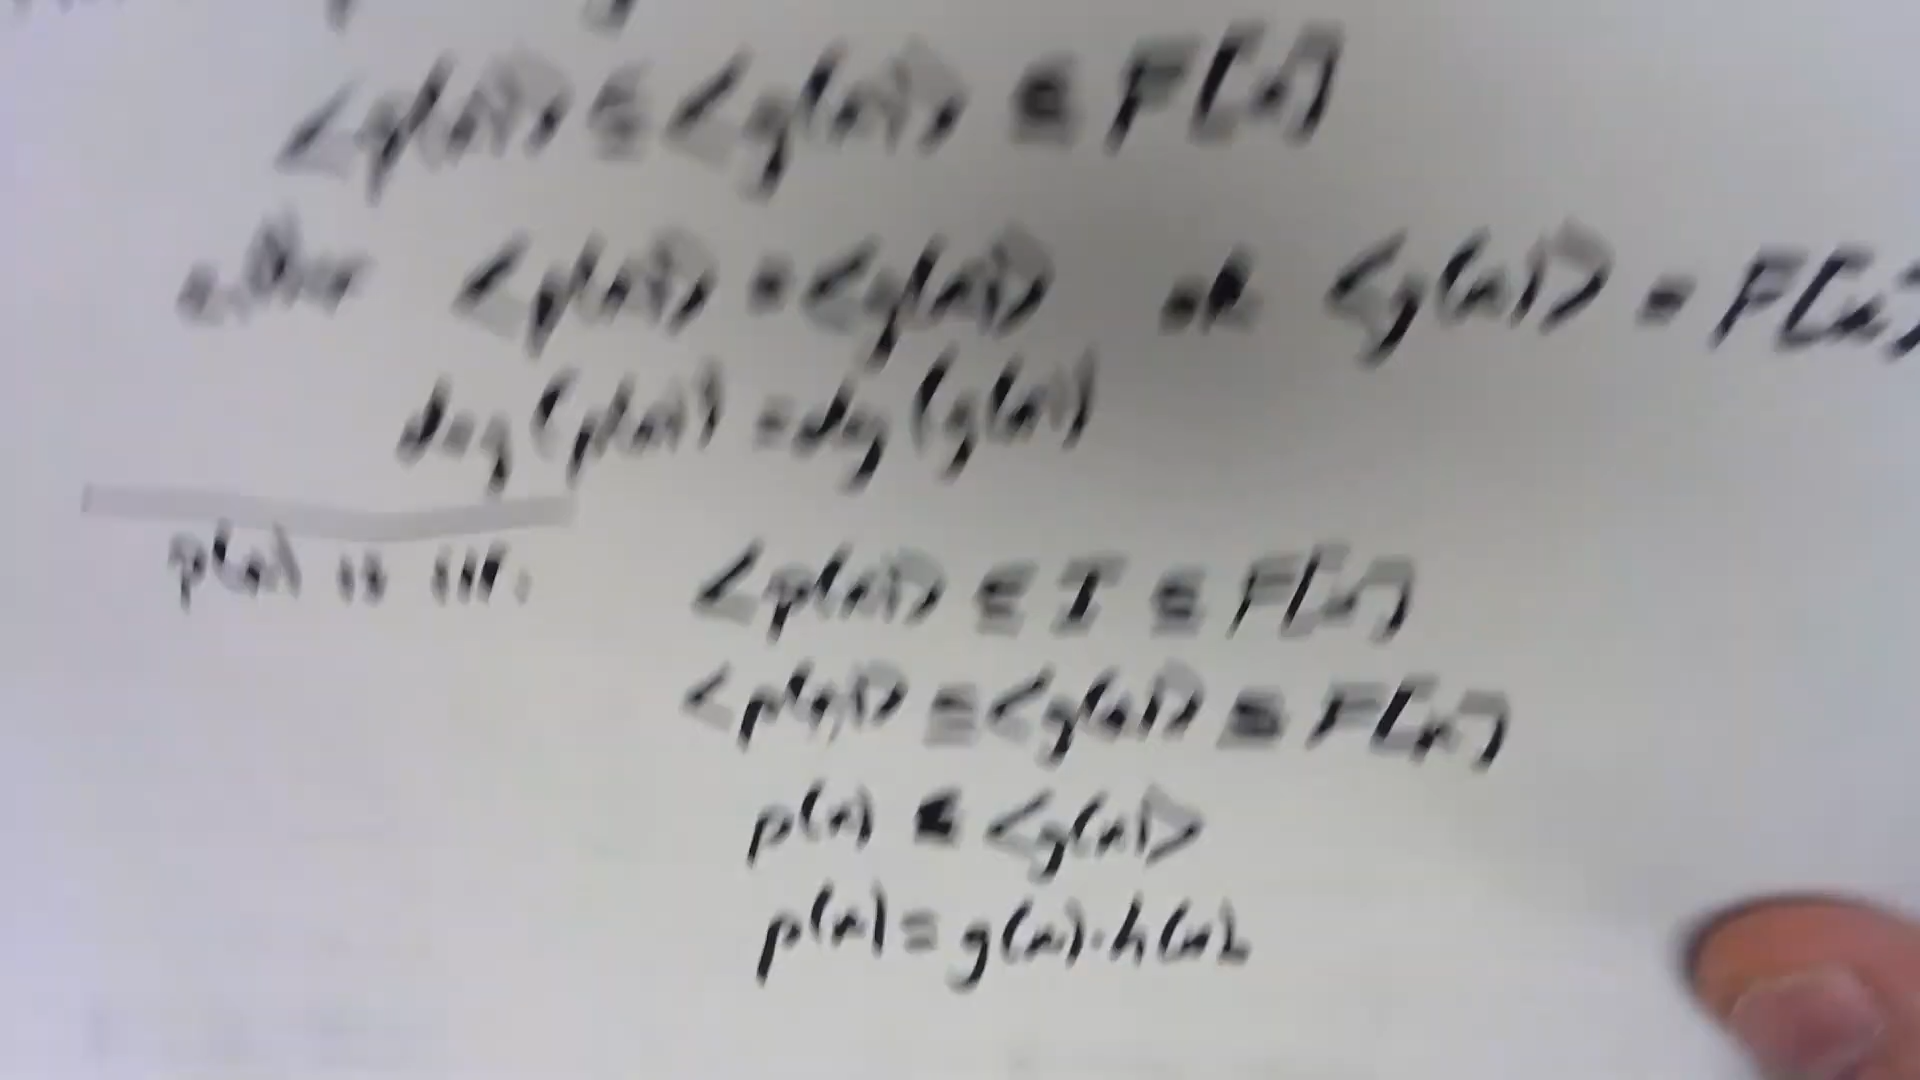 <p(x)> ⊆ <g(x)> ⊆ F[x]
either <p(x)> = <g(x)> or <g(x)> = F[x]
deg(p(x)) = deg(g(x))
p(x) is irr. <p(x)> ⊆ I ⊆ F[x]
<p(x)> ⊆ <g(x)> ⊆ F[x]
p(x) ∈ <g(x)>
p(x) = g(x)·h(x)